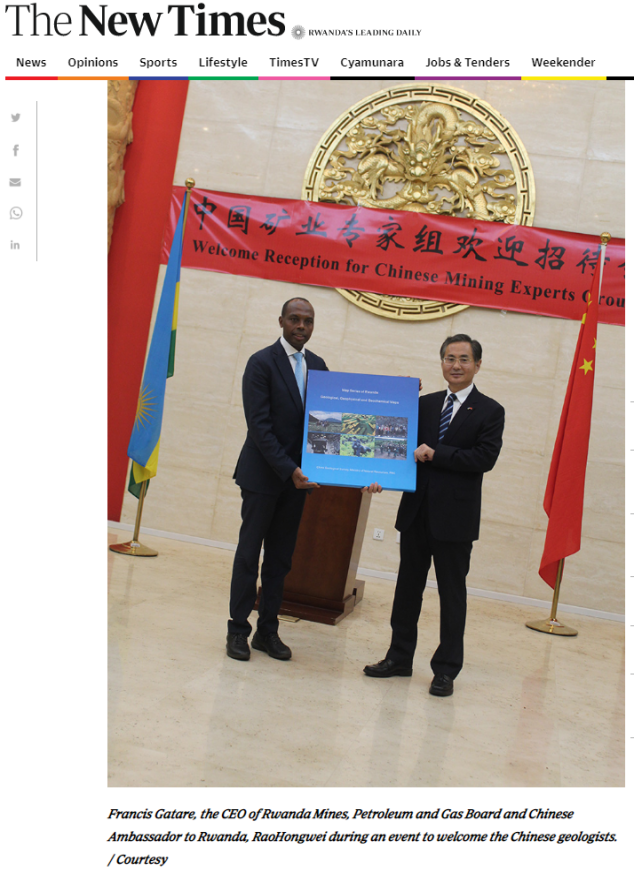 The New Times
RWANDA'S LEADING DAILY
News Opinions Sports Lifestyle TimesTV Cyamunara Jobs & Tenders Weekender
中国矿业专家组欢迎招待
Welcome Reception for Chinese Mining Experts Grou
Francis Gatare, the CEO of Rwanda Mines, Petroleum and Gas Board and Chinese
Ambassador to Rwanda, RaoHongwei during an event to welcome the Chinese geologists.
/ Courtesy